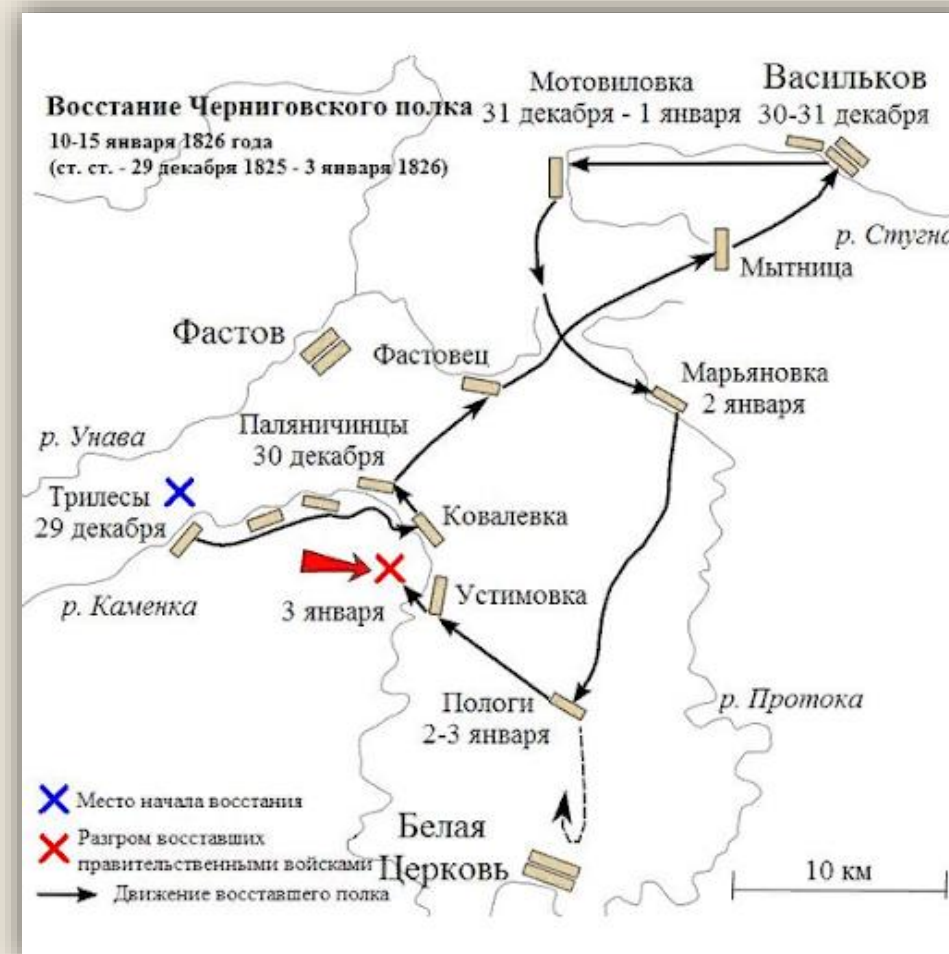 Восстание Черниговского полка
10-15 января 1826 года
(ст. ст. - 29 декабря 1825 - 3 января 1826)
Мотовиловка
31 декабря - 1 января
Васильков
30-31 декабря
р. Стугна
Мытница
Фастов
Фастовец
Марьяновка
2 января
р. Унава
Паляничинцы
30 декабря
Трилесы
29 декабря
Ковалевка
р. Каменка
3 января
Устимовка
Пологи
2-3 января
р. Протока
Белая
Церковь
Место начала восстания
Разгром восставших
правительственными войсками
Движение восставшего полка
10 км